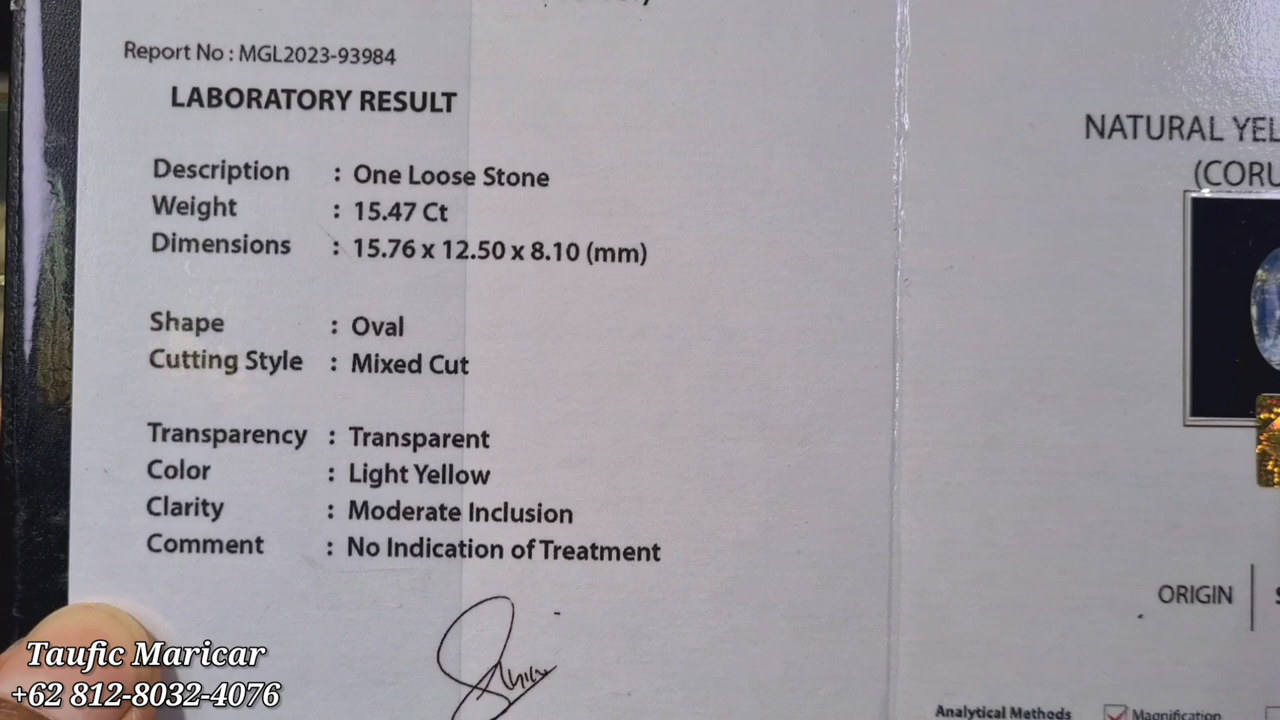 Report No : MGL2023-93984
LABORATORY RESULT
Description : One Loose Stone
Weight : 15.47 Ct
Dimensions : 15.76 x 12.50 x 8.10 (mm)
Shape : Oval
Cutting Style : Mixed Cut
Transparency : Transparent
Color : Light Yellow
Clarity : Moderate Inclusion
Comment : No Indication of Treatment
NATURAL YEL
(CORU
ORIGIN
Analytical Methods Magnification
Taufic Maricar
+62 812-8032-4076